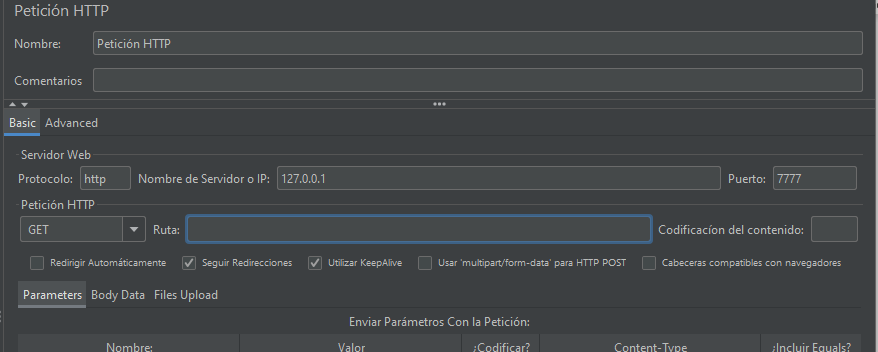 Petición HTTP
Nombre: Petición HTTP
Comentarios
Basic Advanced
Servidor Web
Protocolo: http Nombre de Servidor o IP: 127.0.0.1 Puerto: 7777
Petición HTTP
GET Ruta: Codificacíon del contenido:
Redirigir Automáticamente Seguir Redirecciones Utilizar KeepAlive Usar 'multipart/form-data' para HTTP POST Cabeceras compatibles con navegadores
Parameters Body Data Files Upload
Enviar Parámetros Con la Petición:
Nombre: Valor ¿Codificar? Content-Type ¿Incluir Equals?